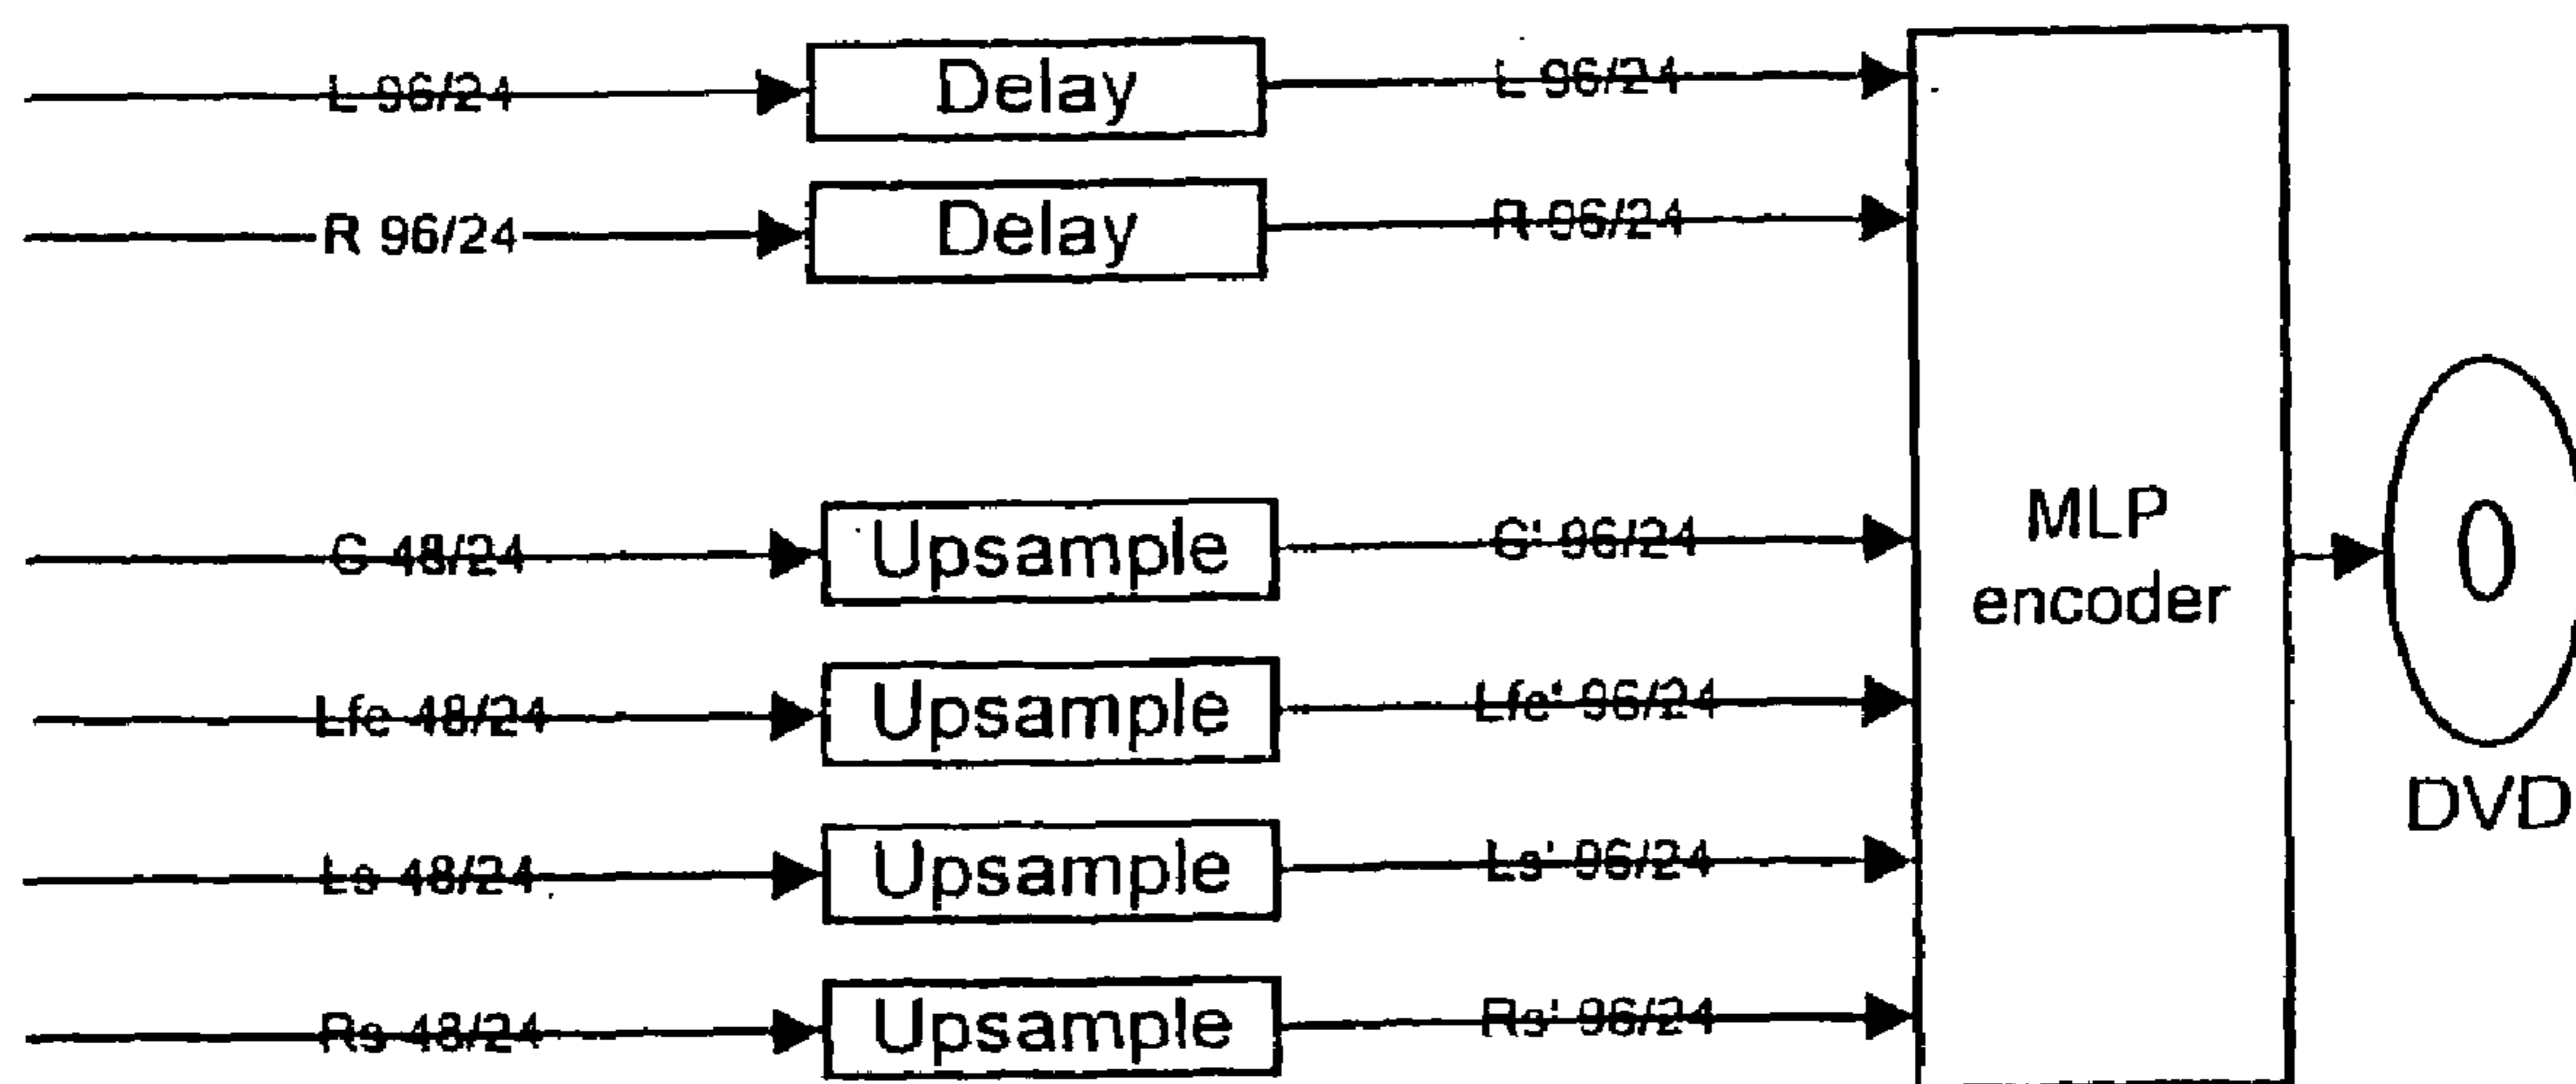 L 96/24 Delay L 96/24
R 96/24 Delay R 96/24
C 48/24 Upsample C' 96/24
MLP
encoder
Lfe 48/24 Upsample Lfe' 96/24
DVD
Ls 48/24 Upsample Ls' 96/24
Rs 48/24 Upsample Rs' 96/24